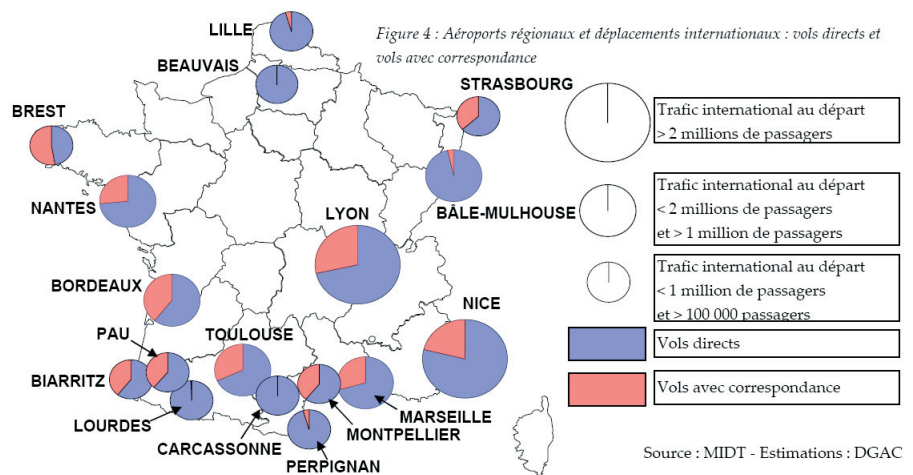 Figure 4 : Aéroports régionaux et déplacements internationaux : vols directs et
vols avec correspondance
LILLE
BEAUVAIS
STRASBOURG
BREST
NANTES
LYON
BÂLE-MULHOUSE
BORDEAUX
NICE
PAU
TOULOUSE
BIARRITZ
LOURDES
CARCASSONNE
MARSEILLE
MONTPELLIER
PERPIGNAN
Trafic international au départ
> 2 millions de passagers
Trafic international au départ
< 2 millions de passagers
et > 1 million de passagers
Trafic international au départ
< 1 million de passagers
et > 100 000 passagers
Vols directs
Vols avec correspondance
Source : MIDT - Estimations : DGAC